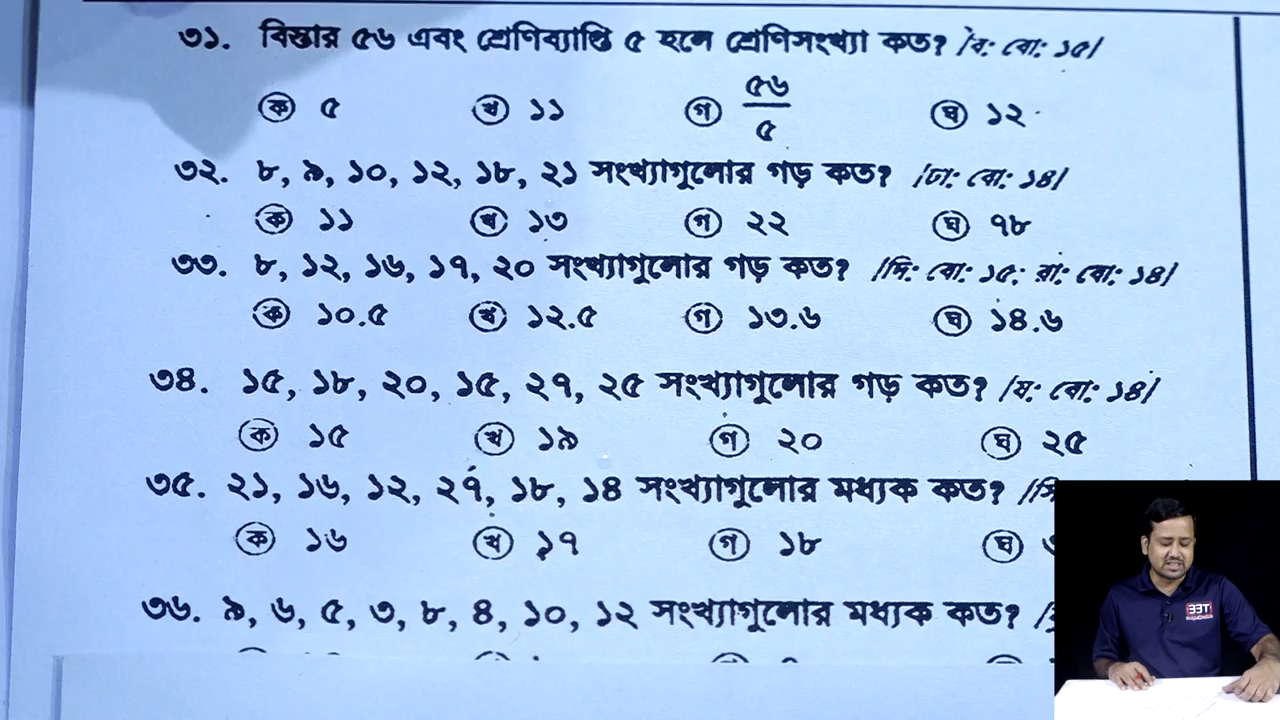 ৩১. বিস্তার ৫৬ এবং শ্রেণিব্যাপ্তি ৫ হলে শ্রেণিসংখ্যা কত? [ব: বো: ১৫]
ক ৫ খ ১১ গ ৫৬/৫ ঘ ১২
৩২. ৮, ৯, ১০, ১২, ১৮, ২১ সংখ্যাগুলোর গড় কত? [ঢা: বো: ১৪]
ক ১১ খ ১৩ গ ২২ ঘ ৭৮
৩৩. ৮, ১২, ১৬, ১৭, ২০ সংখ্যাগুলোর গড় কত? [দি: বো: ১৫; রা: বো: ১৪]
ক ১০.৫ খ ১২.৫ গ ১৩.৬ ঘ ১৪.৬
৩৪. ১৫, ১৮, ২০, ১৫, ২৭, ২৫ সংখ্যাগুলোর গড় কত? [য: বো: ১৪]
ক ১৫ খ ১৯ গ ২০ ঘ ২৫
৩৫. ২১, ১৬, ১২, ২৭, ১৮, ১৪ সংখ্যাগুলোর মধ্যক কত? [সি
ক ১৬ খ ১৭ গ ১৮ ঘ
৩৬. ৯, ৬, ৫, ৩, ৮, ৪, ১০, ১২ সংখ্যাগুলোর মধ্যক কত?